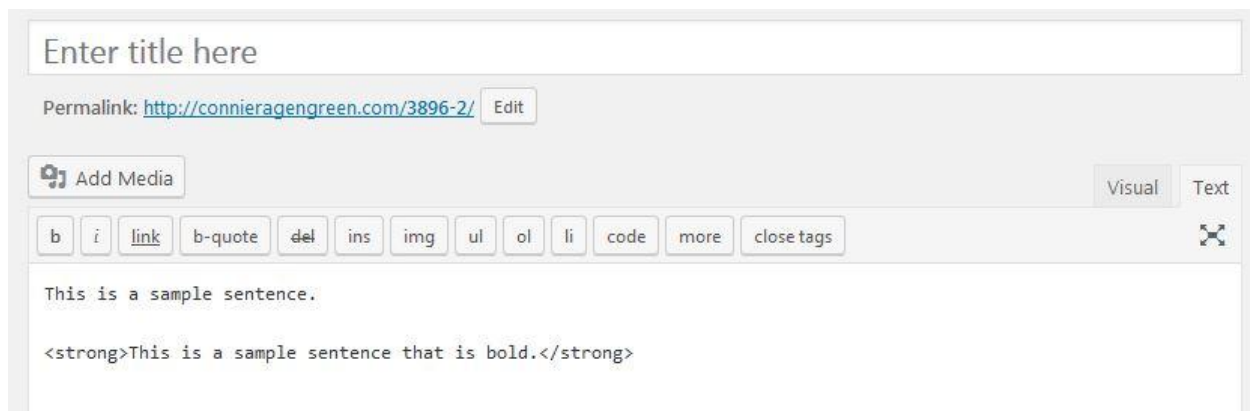 Enter title here
Permalink: http://connieragengreen.com/3896-2/ Edit
Add Media
Visual Text
b i link b-quote del ins img ul ol li code more close tags
This is a sample sentence.
<strong>This is a sample sentence that is bold.</strong>